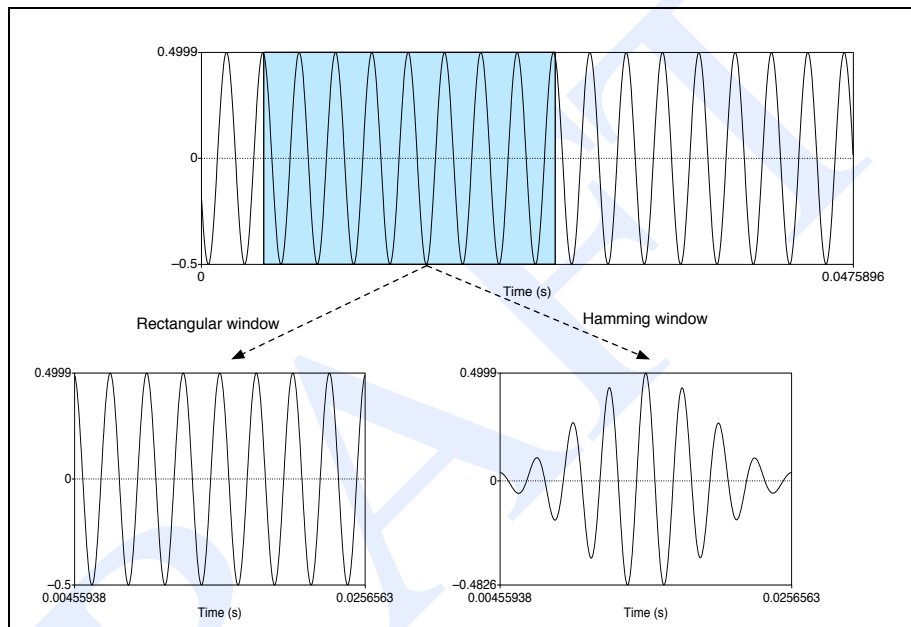 0.4999
0
–0.5
0 0.0475896
Time (s)
Rectangular window
Hamming window
0.4999
0
–0.5
0.00455938 0.0256563
Time (s)
0.4999
0
–0.4826
0.00455938 0.0256563
Time (s)
DRAFT